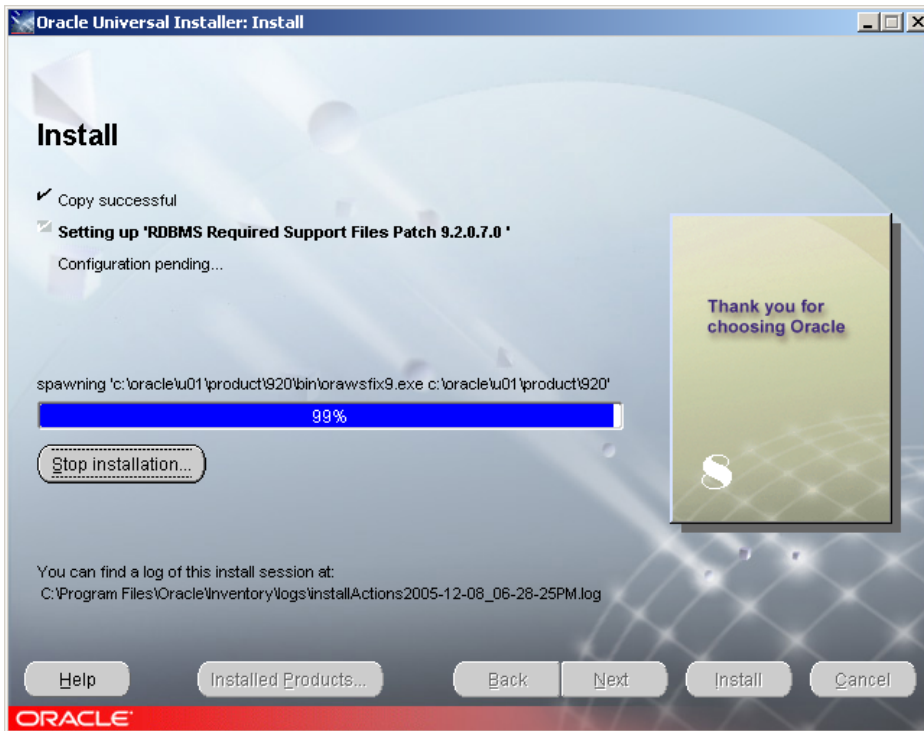 Oracle Universal Installer: Install
Install
Copy successful
Setting up 'RDBMS Required Support Files Patch 9.2.0.7.0 '
Configuration pending...
Thank you for
choosing Oracle
spawning 'c:\oracle\u01\product\920\bin\orawsfix9.exe c:\oracle\u01\product\920'
99%
Stop installation...
8
You can find a log of this install session at:
C:\Program Files\Oracle\Inventory\logs\installActions2005-12-08_06-28-25PM.log
Help
Installed Products...
Back
Next
Install
Cancel
ORACLE